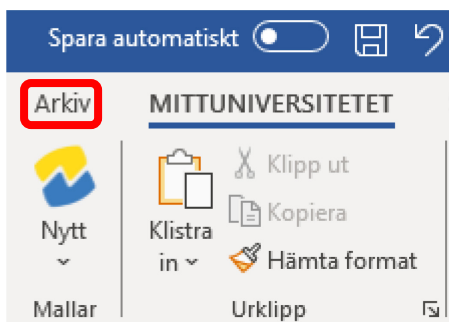 Spara automatiskt
Arkiv MITTUNIVERSITETET
Klipp ut
Kopiera
Nytt Klistra in
Hämta format
Mallar Urklipp